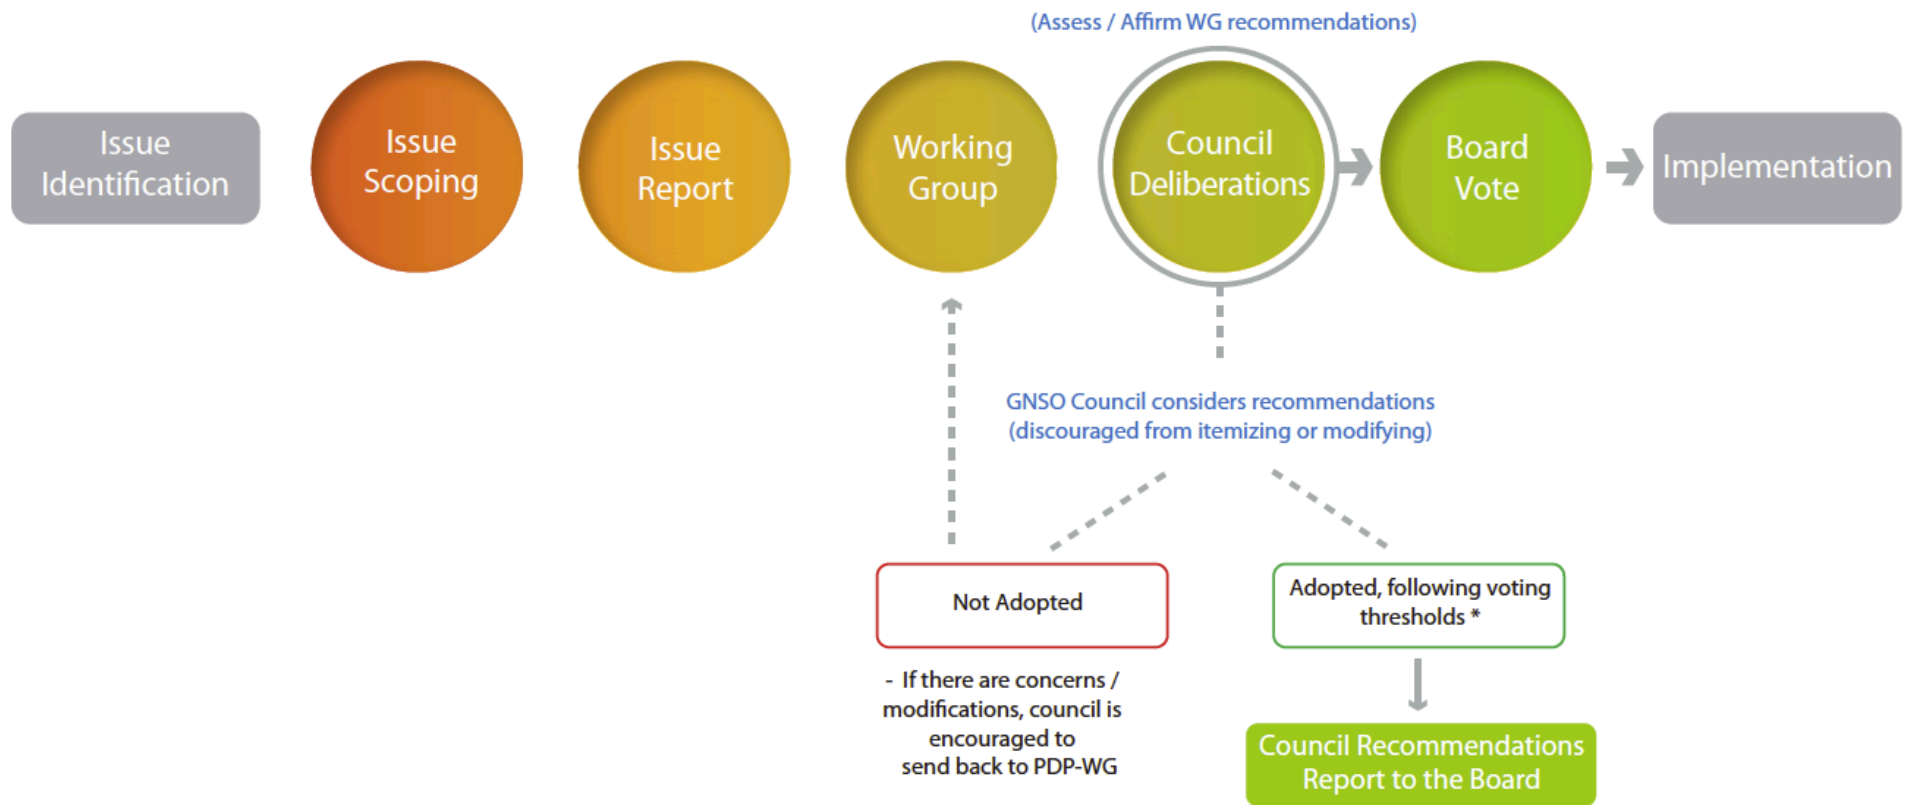 (Assess / Affirm WG recommendations)
Issue
Identification
Issue
Scoping
Issue
Report
Working
Group
Council
Deliberations
Board
Vote
Implementation
GNSO Council considers recommendations
(discouraged from itemizing or modifying)
Not Adopted
- If there are concerns /
modifications, council is
encouraged to
send back to PDP-WG
Adopted, following voting
thresholds *
Council Recommendations
Report to the Board